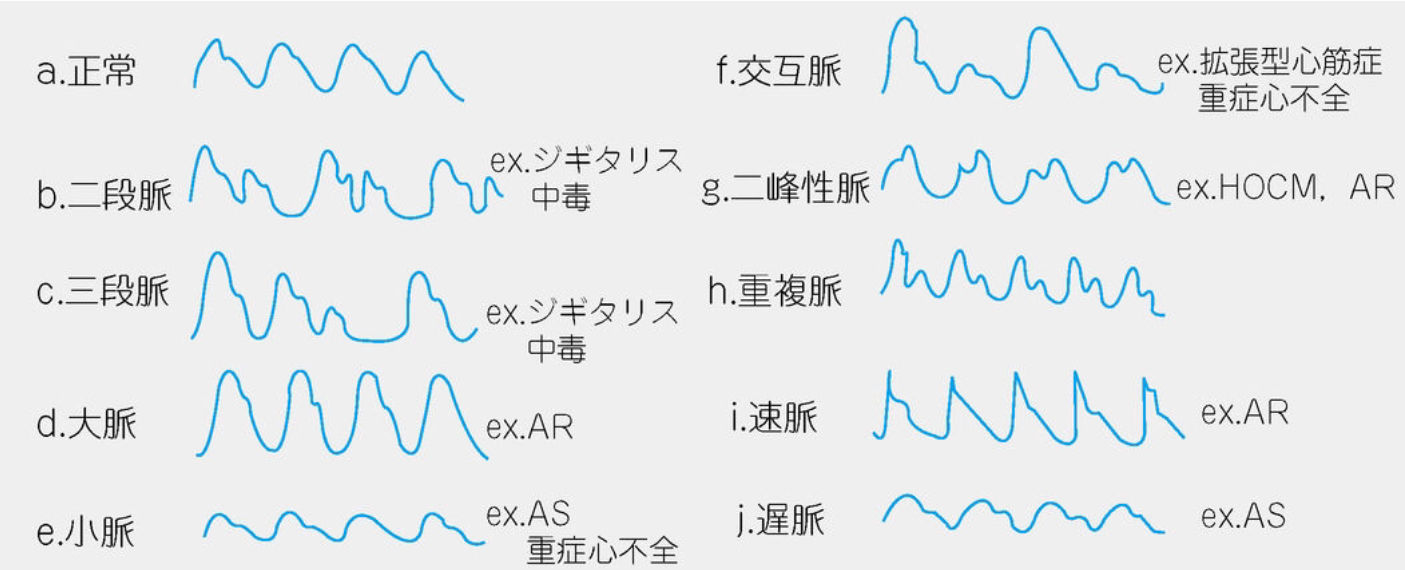 a.正常
b.二段脈
ex.ジギタリス
中毒
c.三段脈
ex.ジギタリス
中毒
d.大脈
ex.AR
e.小脈
ex.AS
重症心不全
f.交互脈
ex.拡張型心筋症
重症心不全
g.二峰性脈
ex.HOCM，AR
h.重複脈
i.速脈
ex.AR
j.遅脈
ex.AS